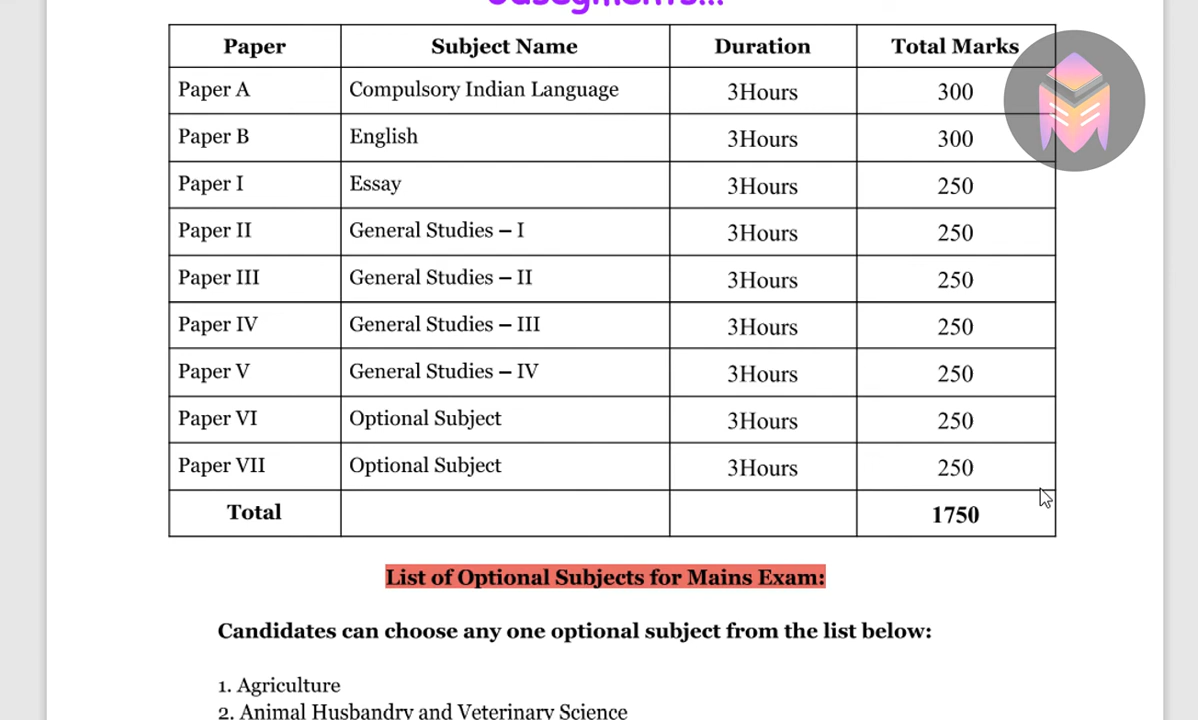 Paper Subject Name Duration Total Marks
Paper A Compulsory Indian Language 3Hours 300
Paper B English 3Hours 300
Paper I Essay 3Hours 250
Paper II General Studies – I 3Hours 250
Paper III General Studies – II 3Hours 250
Paper IV General Studies – III 3Hours 250
Paper V General Studies – IV 3Hours 250
Paper VI Optional Subject 3Hours 250
Paper VII Optional Subject 3Hours 250
Total 1750
List of Optional Subjects for Mains Exam:
Candidates can choose any one optional subject from the list below:
1. Agriculture
2. Animal Husbandry and Veterinary Science